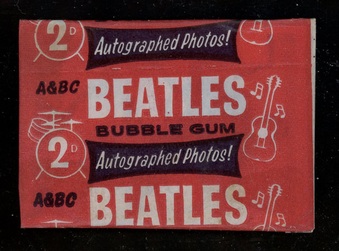 2D Autographed Photos!
A&BC BEATLES
BUBBLE GUM
2D Autographed Photos!
A&BC BEATLES